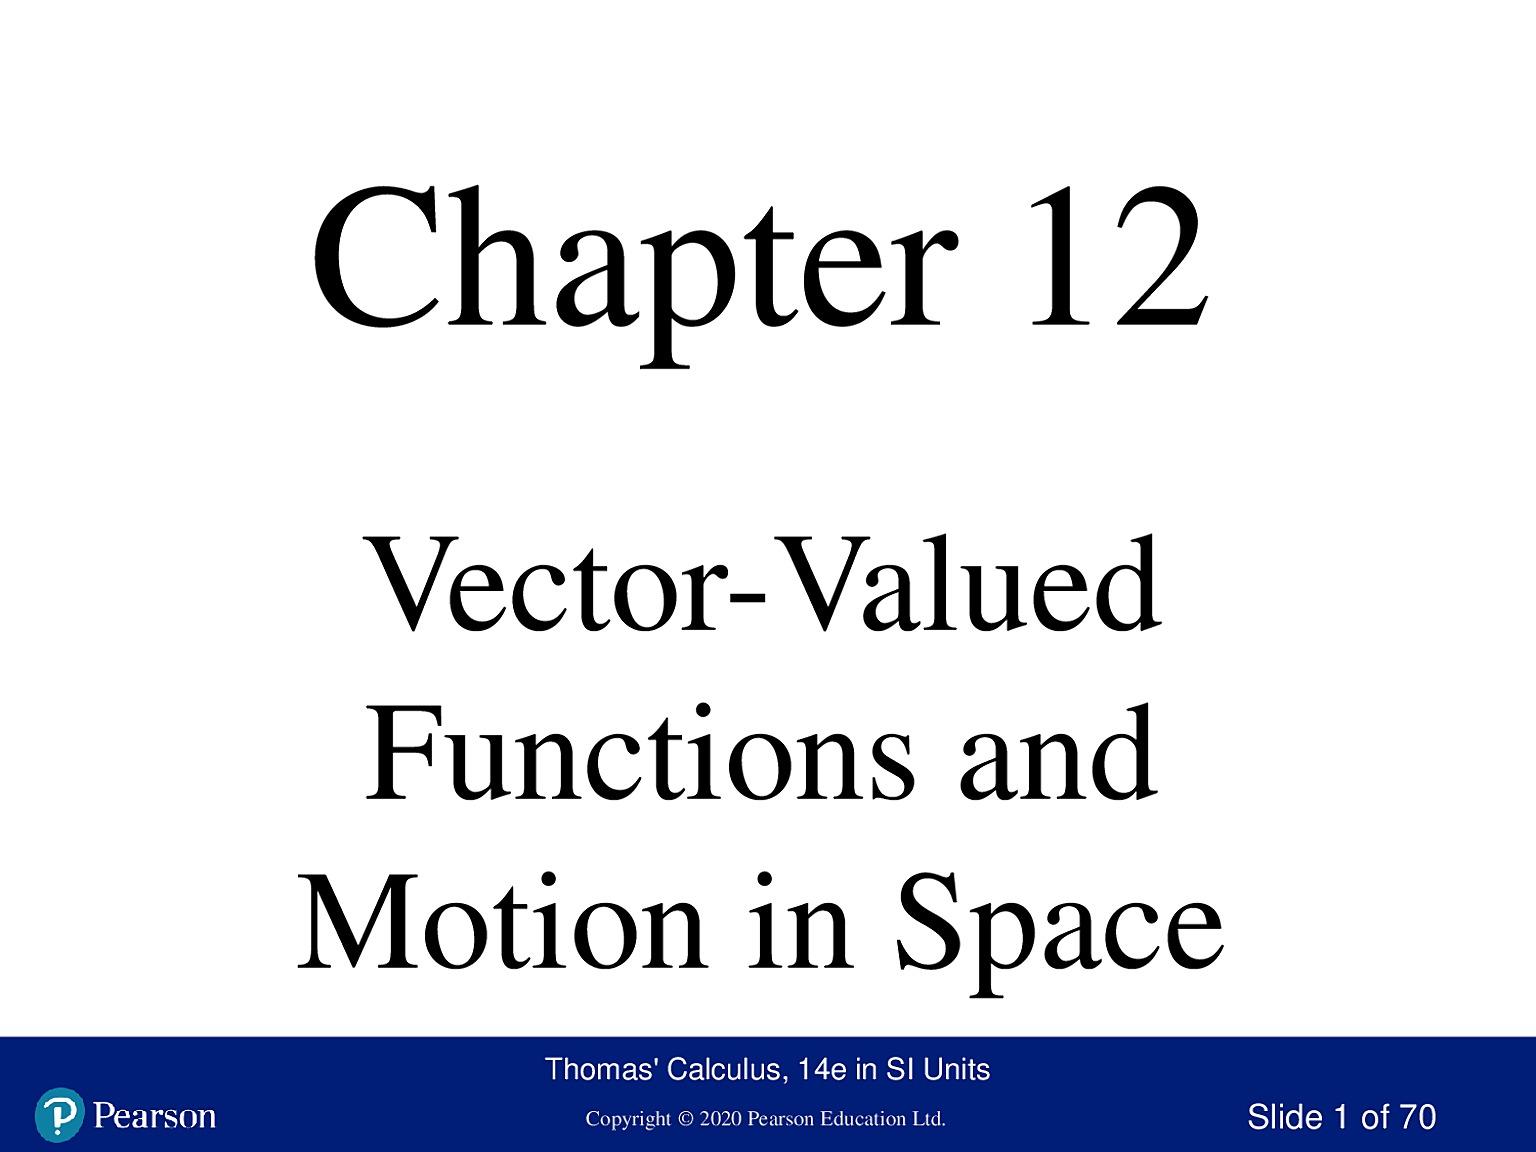 Chapter 12
Vector-Valued
Functions and
Motion in Space
Thomas' Calculus, 14e in SI Units
Pearson
Copyright © 2020 Pearson Education Ltd.
Slide 1 of 70